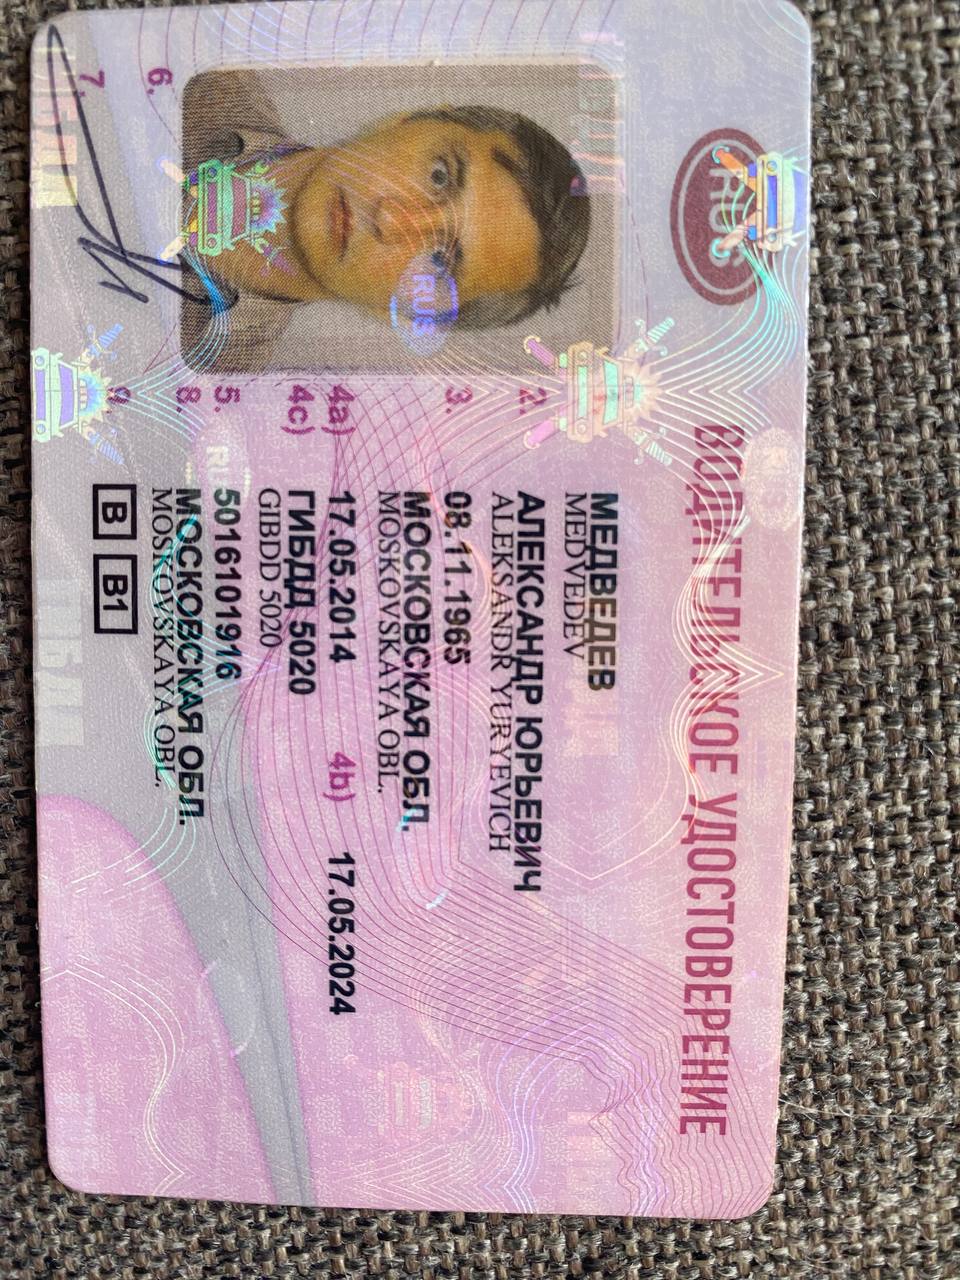 RUS
ВОДИТЕЛЬСКОЕ УДОСТОВЕРЕНИЕ
2. МЕДВЕДЕВ
MEDVEDEV
АЛЕКСАНДР ЮРЬЕВИЧ
ALEKSANDR YURYEVICH
3. 08.11.1965
МОСКОВСКАЯ ОБЛ.
MOSKOVSKAYA OBL.
4a) 17.05.2014 4b) 17.05.2024
4c) ГИБДД 5020
GIBDD 5020
5. 5016101916
8. МОСКОВСКАЯ ОБЛ.
MOSKOVSKAYA OBL.
9. B B1
6.
7.
RUS